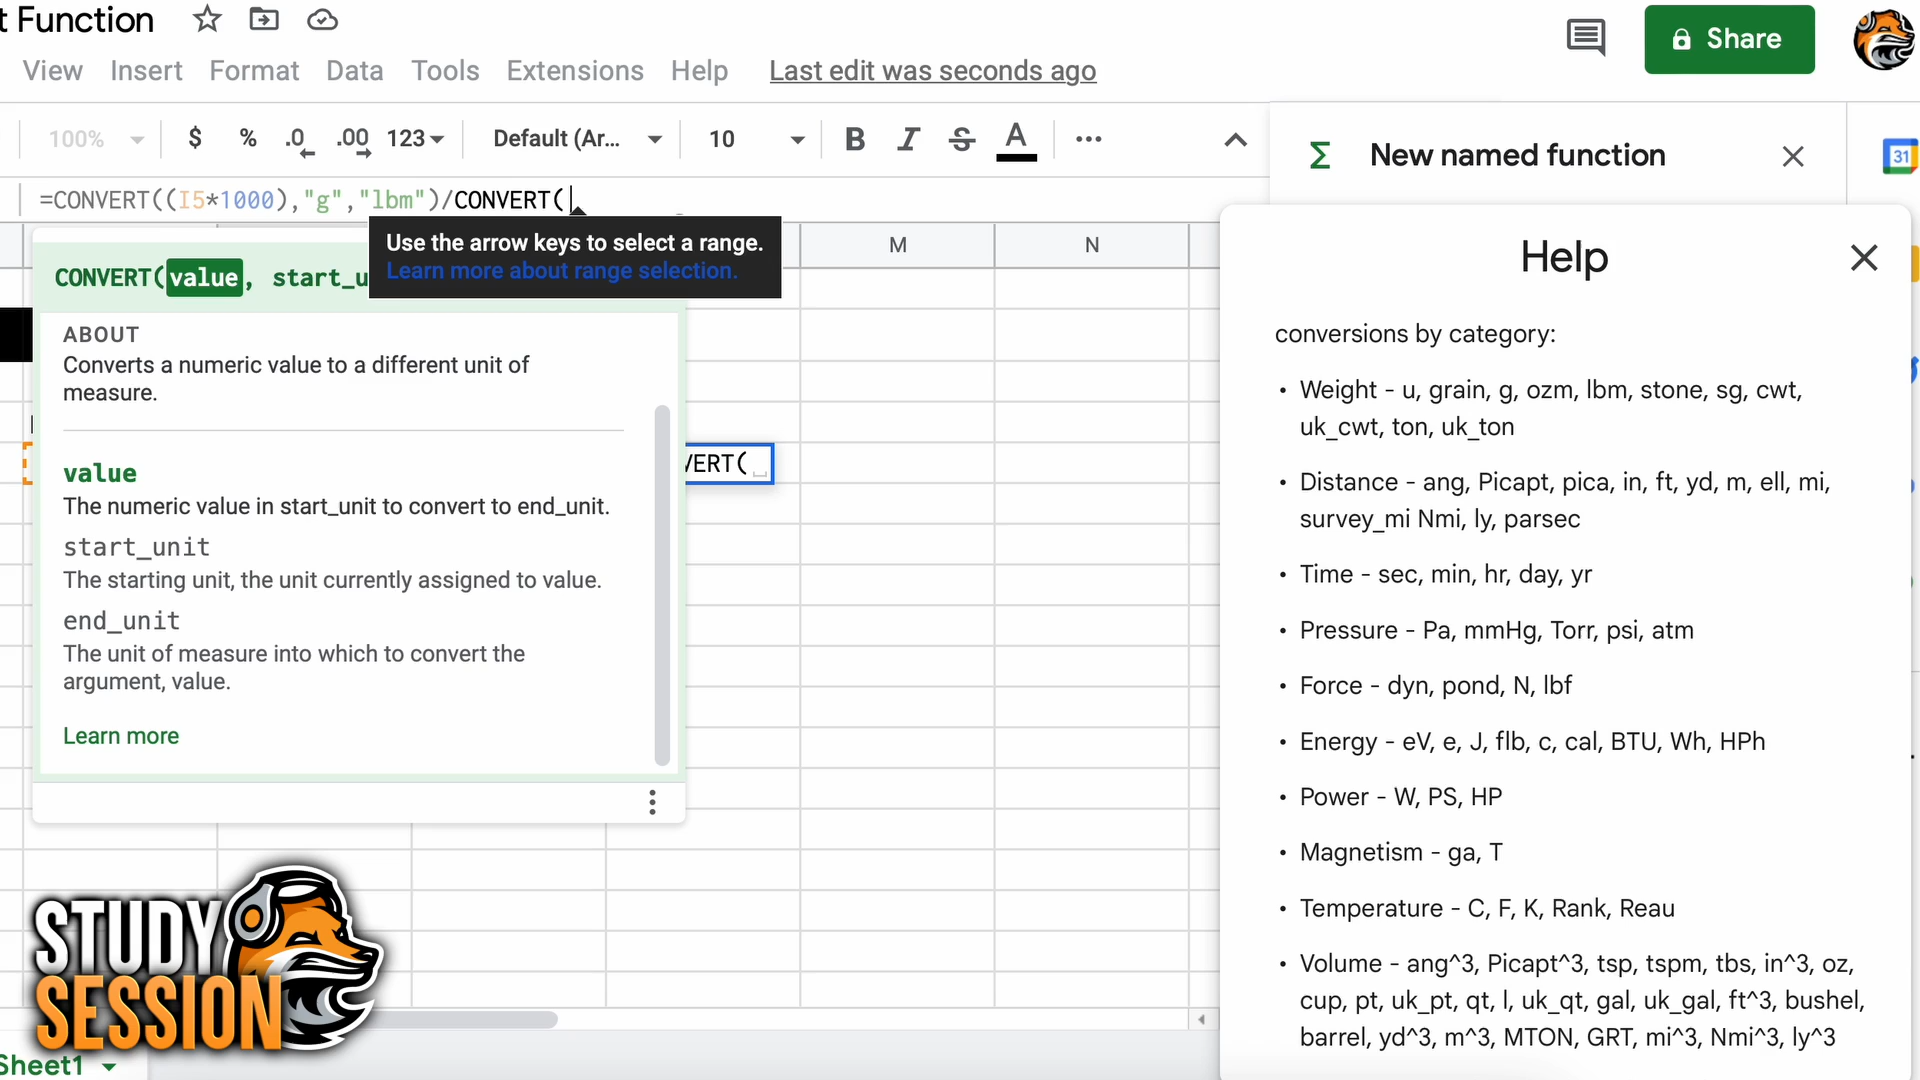 t Function
Share
View Insert Format Data Tools Extensions Help Last edit was seconds ago
100% $ % .0 .00 123 Default (Ar... 10 B I S A ...
New named function
31
=CONVERT((I5*1000),"g","lbm")/CONVERT(
Use the arrow keys to select a range.
Learn more about range selection.
M N
CONVERT(value, start_u
ABOUT
Converts a numeric value to a different unit of
measure.
value
The numeric value in start_unit to convert to end_unit.
start_unit
The starting unit, the unit currently assigned to value.
end_unit
The unit of measure into which to convert the
argument, value.
Learn more
VERT(
Help
conversions by category:
• Weight - u, grain, g, ozm, lbm, stone, sg, cwt,
uk_cwt, ton, uk_ton
• Distance - ang, Picapt, pica, in, ft, yd, m, ell, mi,
survey_mi Nmi, ly, parsec
• Time - sec, min, hr, day, yr
• Pressure - Pa, mmHg, Torr, psi, atm
• Force - dyn, pond, N, lbf
• Energy - eV, e, J, flb, c, cal, BTU, Wh, HPh
• Power - W, PS, HP
• Magnetism - ga, T
• Temperature - C, F, K, Rank, Reau
• Volume - ang^3, Picapt^3, tsp, tspm, tbs, in^3, oz,
cup, pt, uk_pt, qt, l, uk_qt, gal, uk_gal, ft^3, bushel,
barrel, yd^3, m^3, MTON, GRT, mi^3, Nmi^3, ly^3
STUDY
SESSION
Sheet1